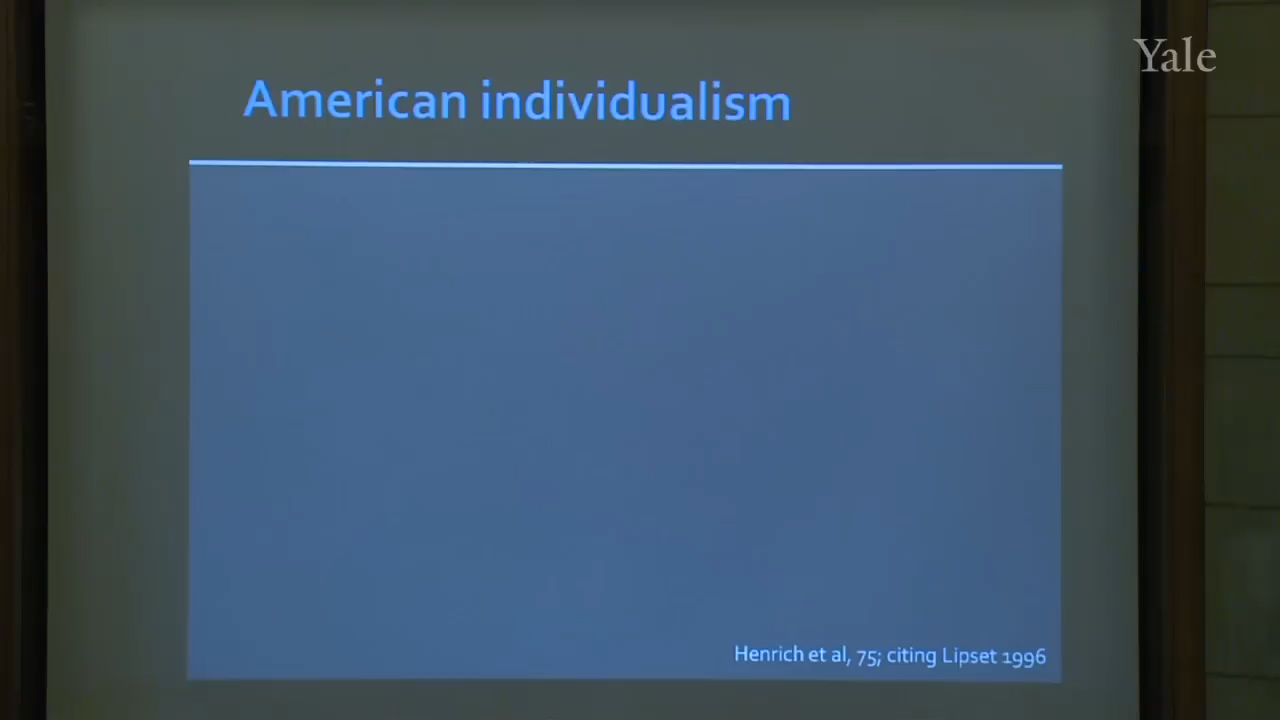 Yale
American individualism
Henrich et al, 75; citing Lipset 1996